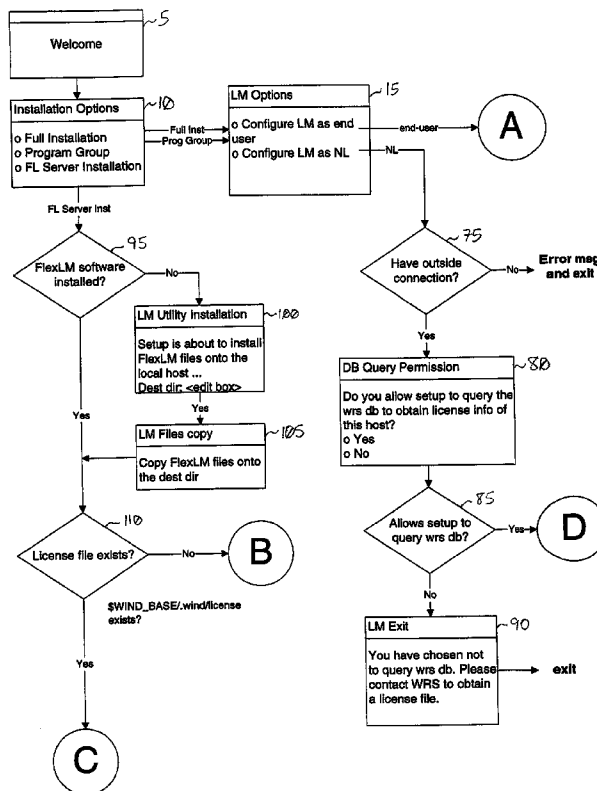 5
Welcome
Installation Options
10
o Full Installation
o Program Group
o FL Server Installation
Full Inst
Prog Group
LM Options
15
o Configure LM as end
user
o Configure LM as NL
end-user
A
NL
FL Server Inst
95
FlexLM software
installed?
No
75
Have outside
connection?
No
Error msg
and exit
LM Utility Installation
100
Setup is about to install
FlexLM files onto the
local host ...
Dest dir: <edit box>
Yes
Yes
Yes
DB Query Permission
80
Do you allow setup to query the
wrs db to obtain license info of
this host?
o Yes
o No
LM Files copy
105
Copy FlexLM files onto
the dest dir
110
License file exists?
No
B
85
Allows setup to
query wrs db?
Yes
D
No
$WIND_BASE/.wind/license
exists?
Yes
LM Exit
90
You have chosen not
to query wrs db. Please
contact WRS to obtain
a license file.
exit
C